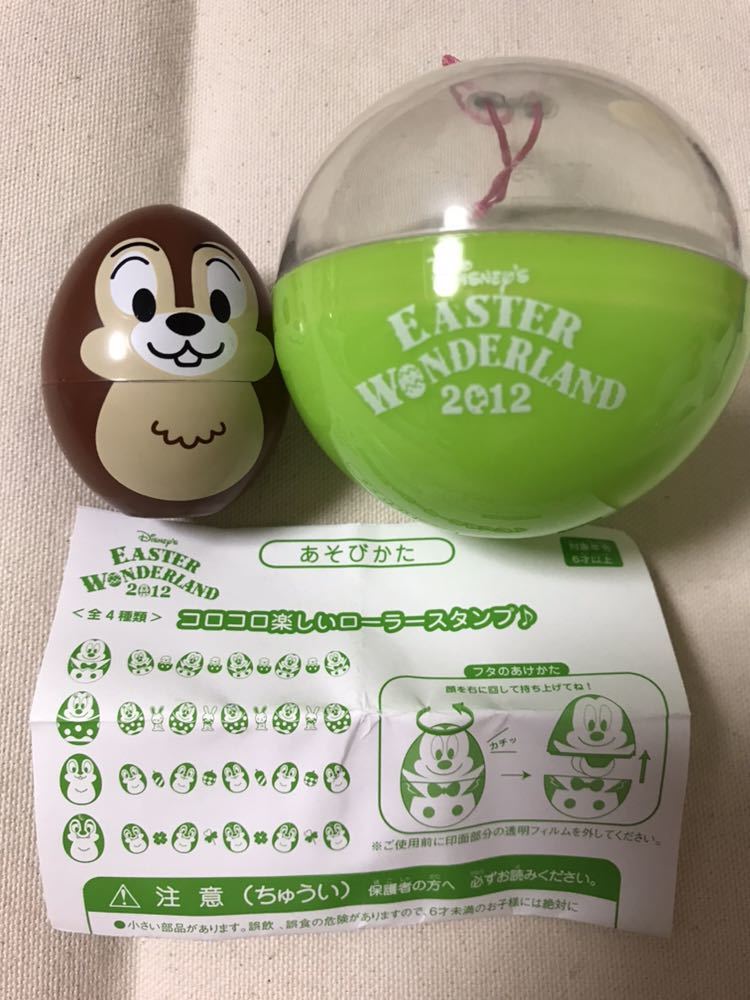 DISNEY'S
EASTER
WONDERLAND
2012
DISNEY'S
EASTER
WONDERLAND
2012
あそびかた
対象年令
6才以上
<全4種類>
コロコロ楽しいローラースタンプ♪
フタのあけかた
顔を右に回して持ち上げてね!
カチッ
※ご使用前に印面部分の透明フィルムを外してください。
注意(ちゅうい) 保護者の方へ 必ずお読みください。
●小さい部品があります。誤飲、誤食の危険がありますので、6才未満のお子様には絶対に